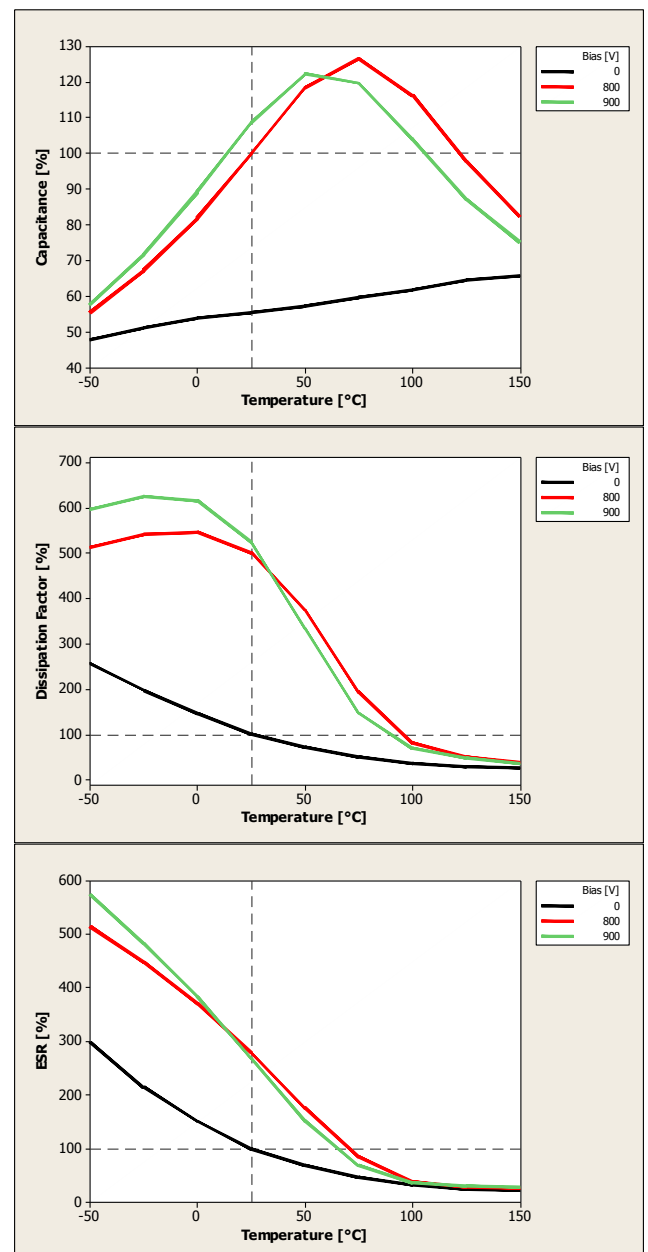 130
120
110
100
90
80
70
60
50
40
Capacitance [%]
-50 0 50 100 150
Temperature [°C]
Bias [V]
0
800
900
700
600
500
400
300
200
100
0
Dissipation Factor [%]
-50 0 50 100 150
Temperature [°C]
Bias [V]
0
800
900
600
500
400
300
200
100
0
ESR [%]
-50 0 50 100 150
Temperature [°C]
Bias [V]
0
800
900